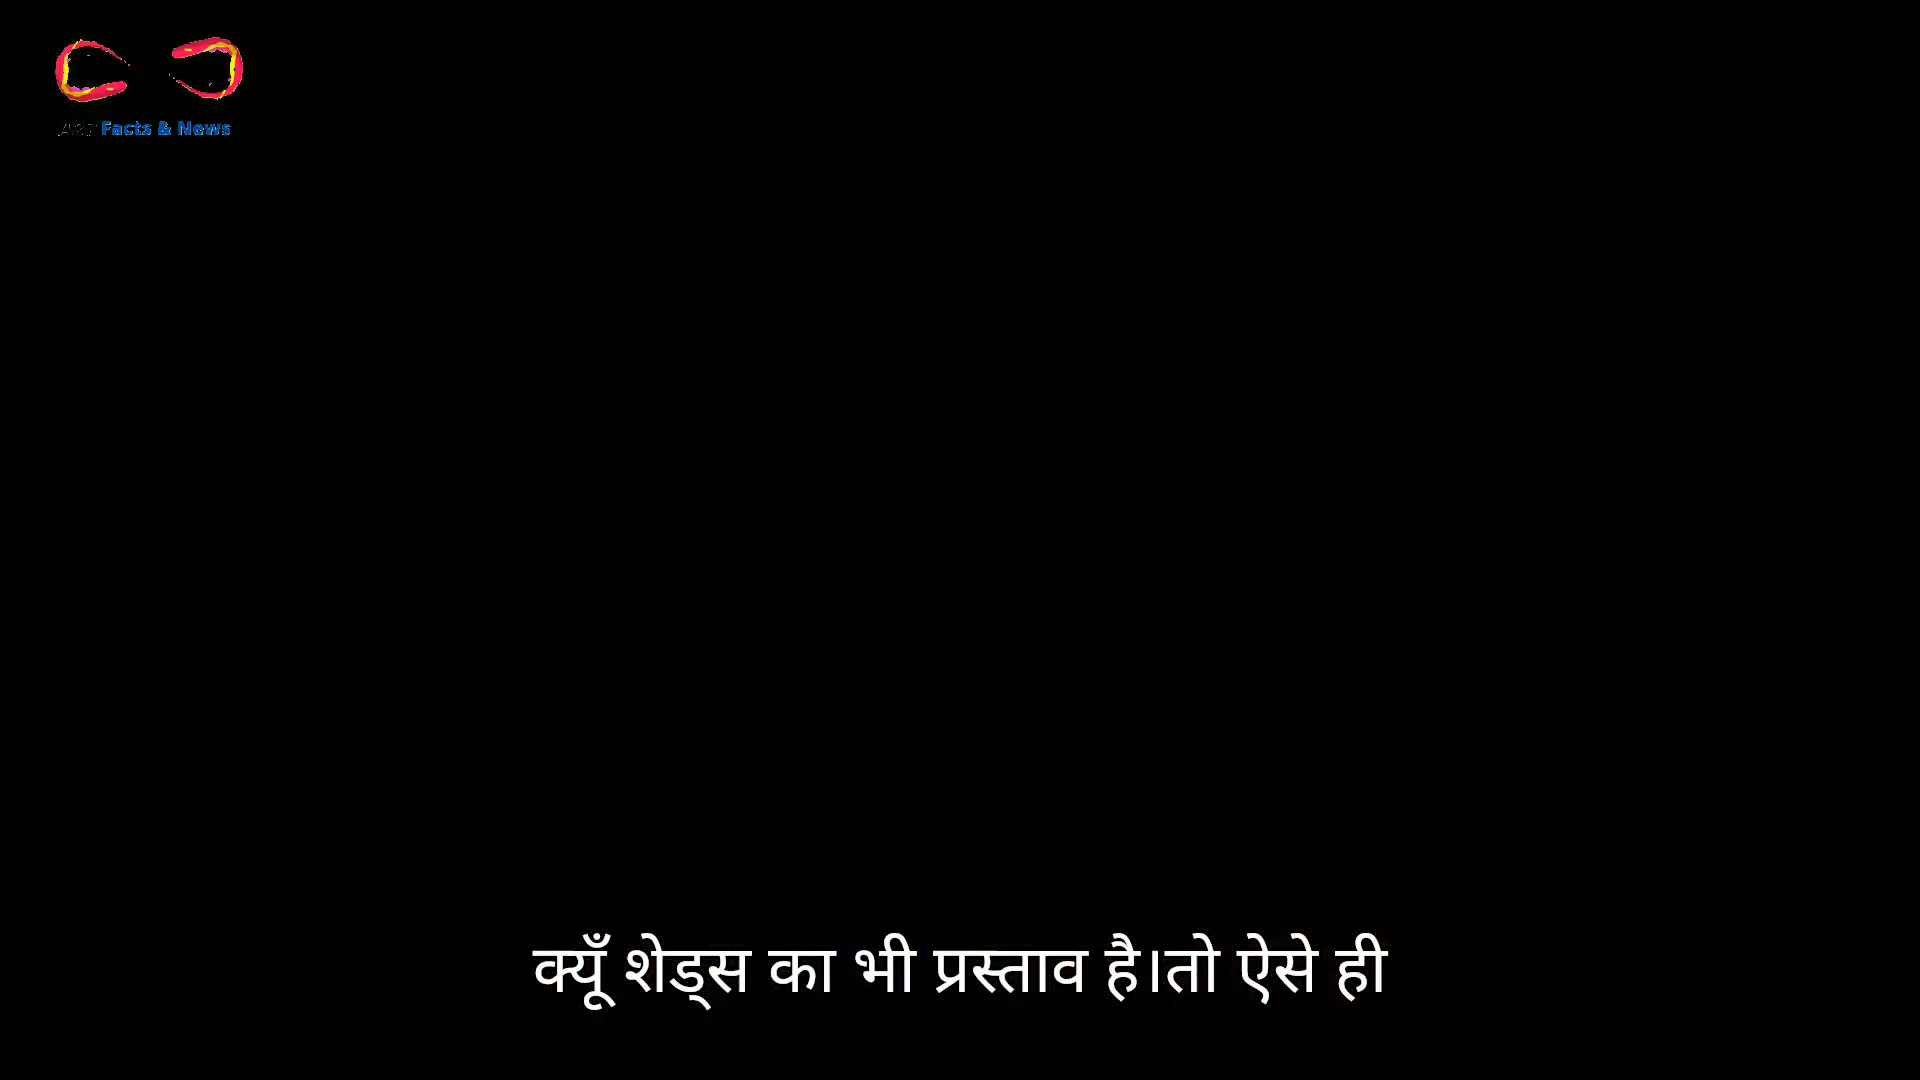 Facts & News
क्यूँ शेड्स का भी प्रस्ताव है।तो ऐसे ही